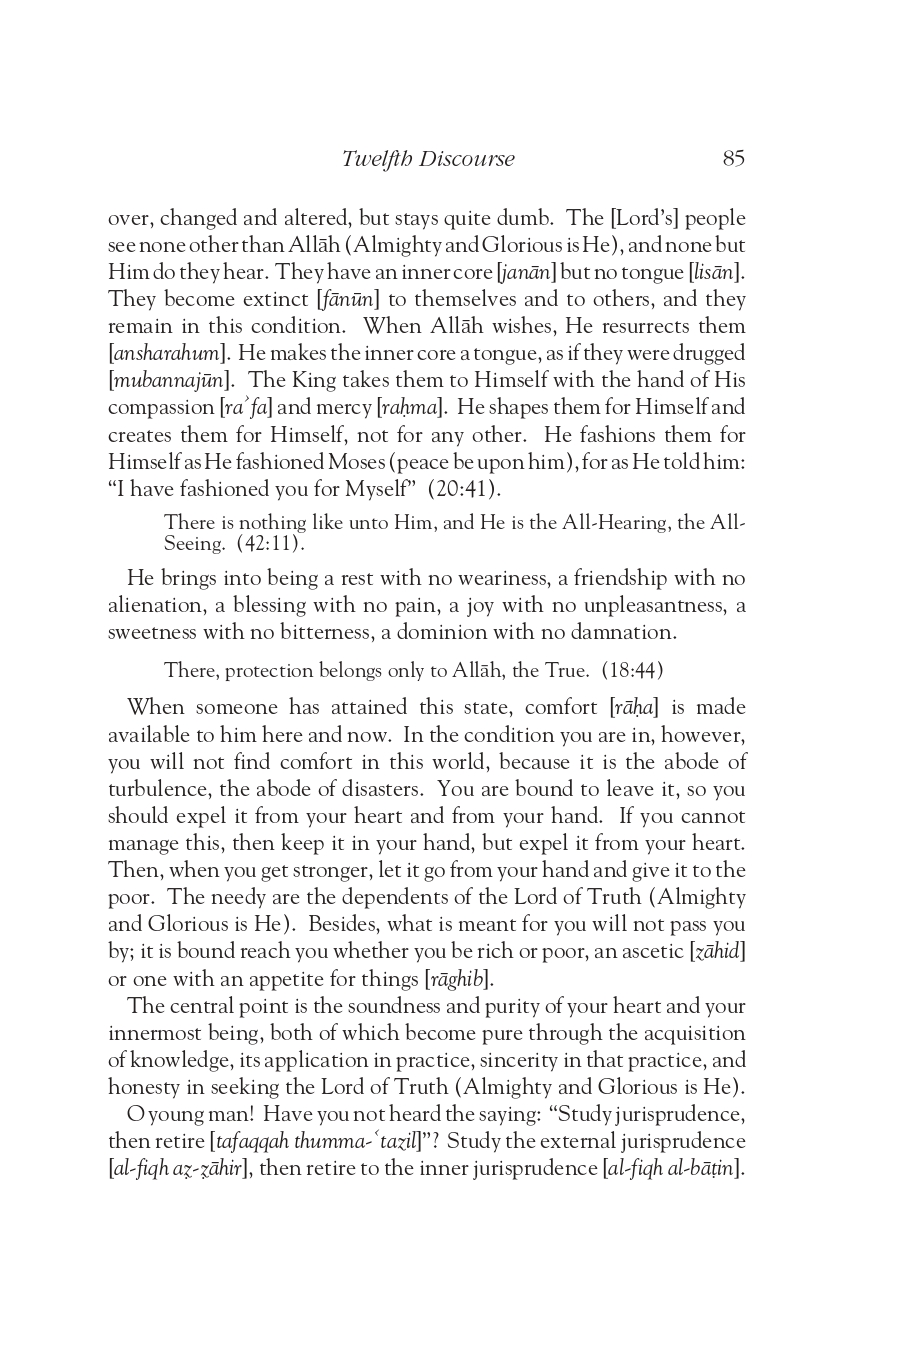 Twelfth Discourse 85
over, changed and altered, but stays quite dumb. The [Lord’s] people
see none other than Allāh (Almighty and Glorious is He), and none but
Him do they hear. They have an inner core [janān] but no tongue [lisān].
They become extinct [fānūn] to themselves and to others, and they
remain in this condition. When Allāh wishes, He resurrects them
[ansharahum]. He makes the inner core a tongue, as if they were drugged
[mubannajūn]. The King takes them to Himself with the hand of His
compassion [raʾfa] and mercy [raḥma]. He shapes them for Himself and
creates them for Himself, not for any other. He fashions them for
Himself as He fashioned Moses (peace be upon him), for as He told him:
“I have fashioned you for Myself” (20:41).
There is nothing like unto Him, and He is the All-Hearing, the All-
Seeing. (42:11).
He brings into being a rest with no weariness, a friendship with no
alienation, a blessing with no pain, a joy with no unpleasantness, a
sweetness with no bitterness, a dominion with no damnation.
There, protection belongs only to Allāh, the True. (18:44)
When someone has attained this state, comfort [rāḥa] is made
available to him here and now. In the condition you are in, however,
you will not find comfort in this world, because it is the abode of
turbulence, the abode of disasters. You are bound to leave it, so you
should expel it from your heart and from your hand. If you cannot
manage this, then keep it in your hand, but expel it from your heart.
Then, when you get stronger, let it go from your hand and give it to the
poor. The needy are the dependents of the Lord of Truth (Almighty
and Glorious is He). Besides, what is meant for you will not pass you
by; it is bound reach you whether you be rich or poor, an ascetic [zāhid]
or one with an appetite for things [rāghib].
The central point is the soundness and purity of your heart and your
innermost being, both of which become pure through the acquisition
of knowledge, its application in practice, sincerity in that practice, and
honesty in seeking the Lord of Truth (Almighty and Glorious is He).
O young man! Have you not heard the saying: “Study jurisprudence,
then retire [tafaqqah thumma-ʿtazil]”? Study the external jurisprudence
[al-fiqh aẓ-ẓāhir], then retire to the inner jurisprudence [al-fiqh al-bāṭin].